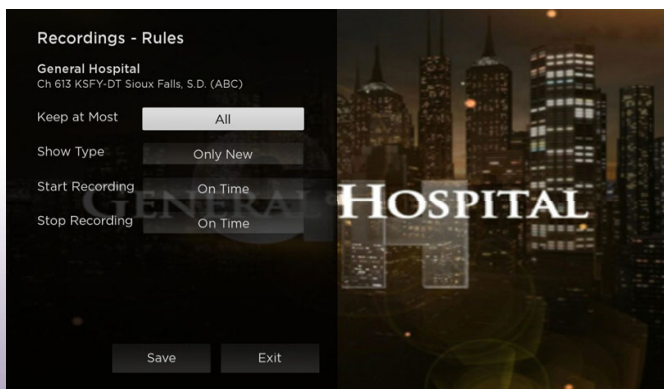 Recordings - Rules
General Hospital
Ch 613 KSFY-DT Sioux Falls, S.D. (ABC)
Keep at Most All
Show Type Only New
Start Recording On Time
Stop Recording On Time
GENERAL HOSPITAL
Save Exit